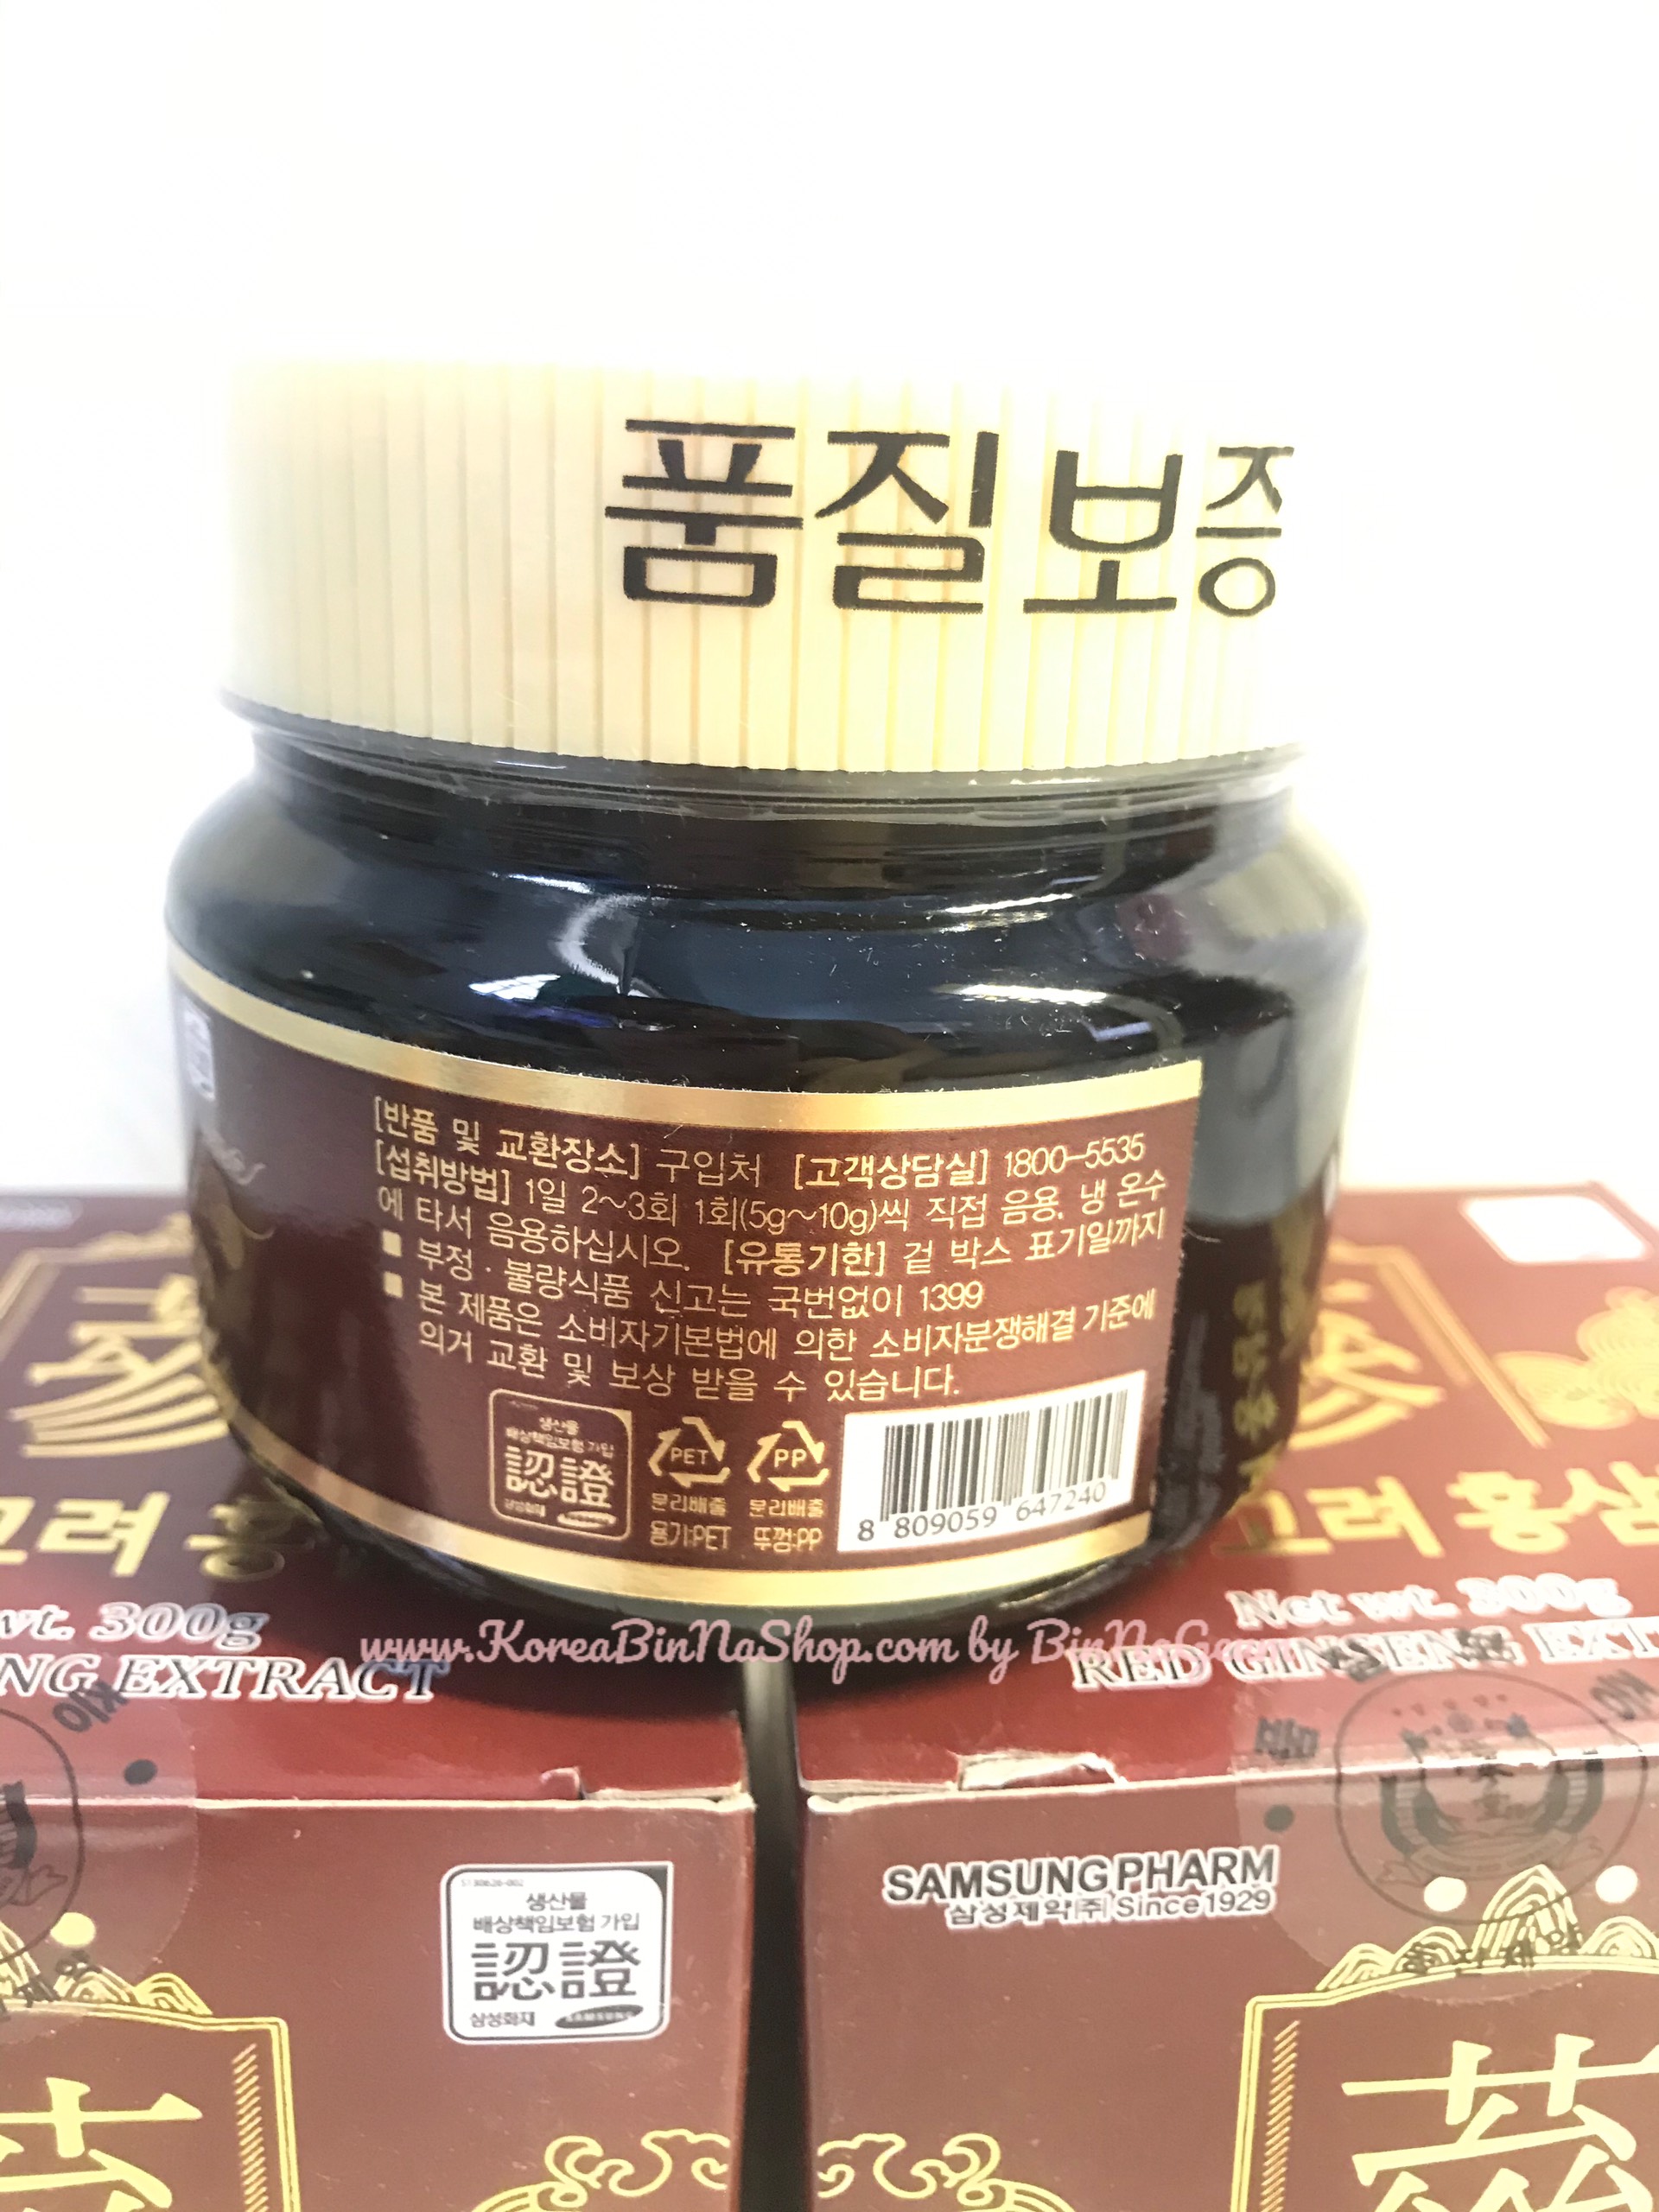 품질보증
[반품 및 교환장소] 구입처 [고객상담실] 1800-5535
[섭취방법] 1일 2~3회 1회(5g~10g)씩 직접 음용, 냉 온수
에 타서 음용하십시오. [유통기한] 겉 박스 표기일까지
■ 부정·불량식품 신고는 국번없이 1399
■ 본 제품은 소비자기본법에 의한 소비자분쟁해결 기준에
의거 교환 및 보상 받을 수 있습니다.
생산물
배상책임보험 가입
認證
삼성화재
PET
분리배출
용기:PET
PP
분리배출
뚜껑:PP
8 809059 647240
고려 홍
wt. 300g
NG EXTRACT
고려 홍삼
Net wt. 300g
RED GINSENG EXT
www.KoreaBinNaShop.com by
생산물
배상책임보험 가입
認證
삼성화재
SAMSUNG PHARM
삼성제약(주) Since 1929
蔘
蔘